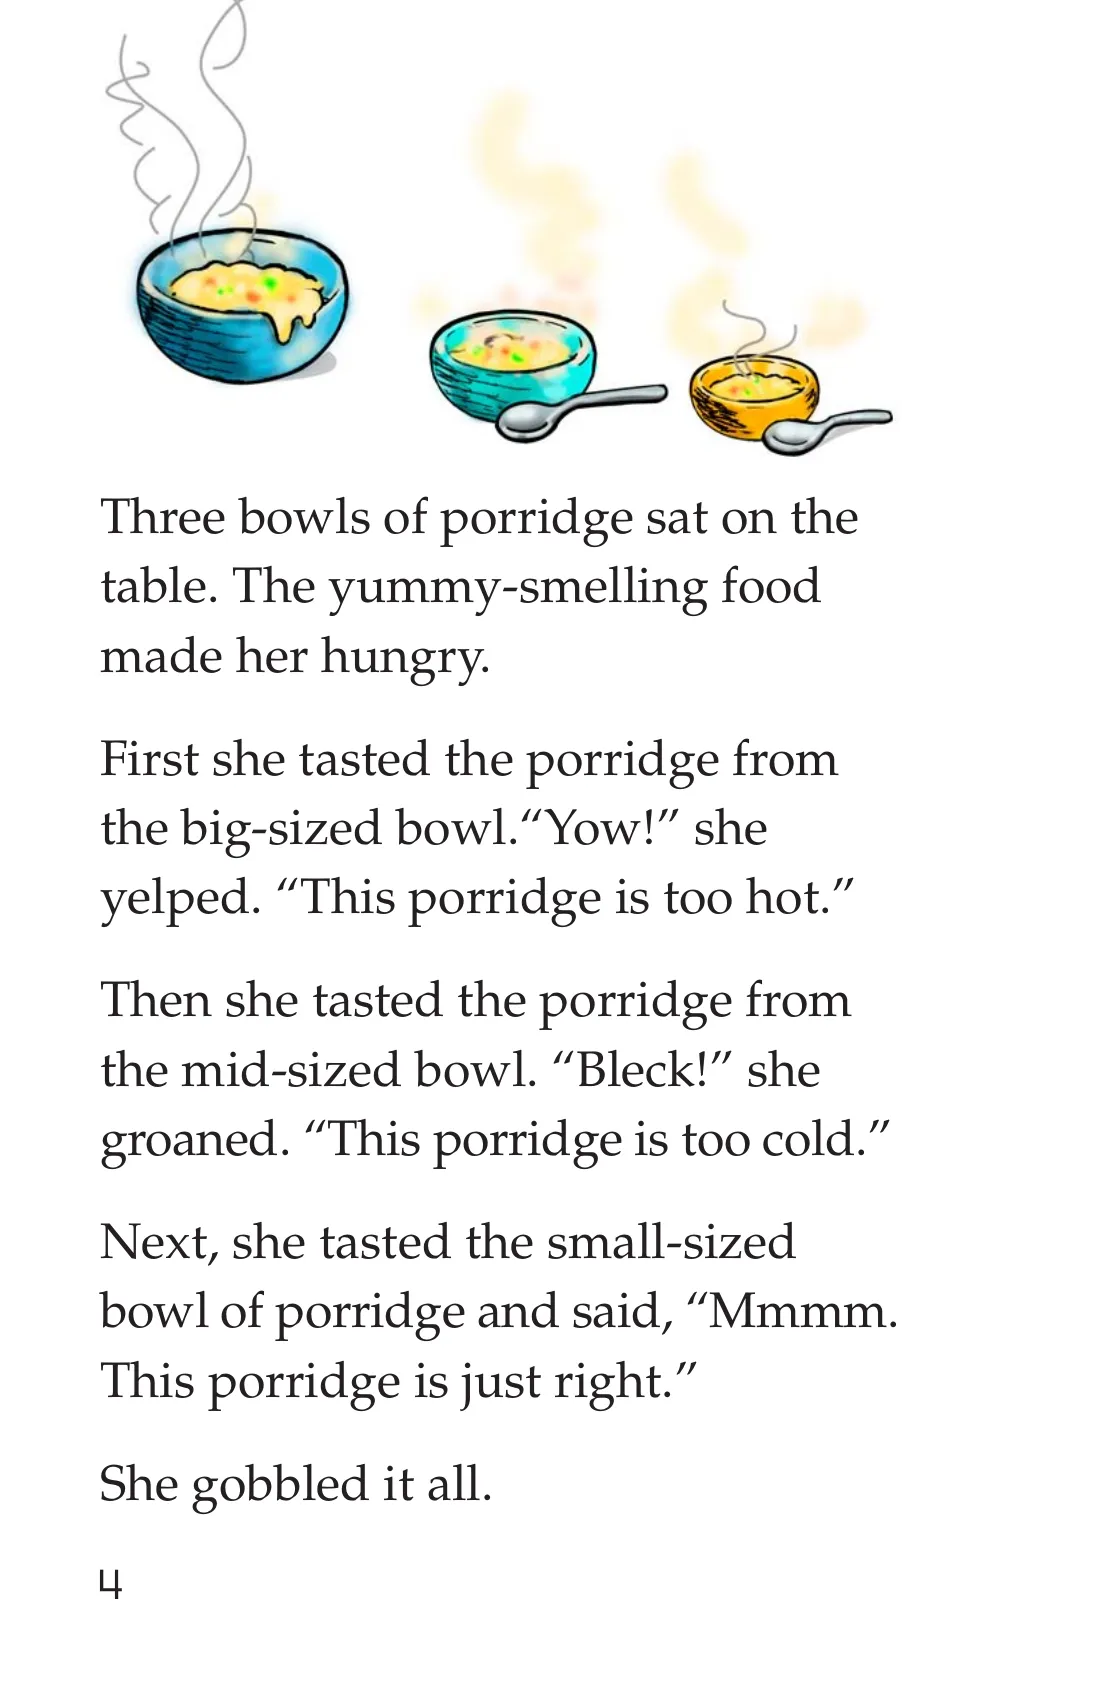 Three bowls of porridge sat on the
table. The yummy-smelling food
made her hungry.
First she tasted the porridge from
the big-sized bowl.“Yow!” she
yelped. “This porridge is too hot.”
Then she tasted the porridge from
the mid-sized bowl. “Bleck!” she
groaned. “This porridge is too cold.”
Next, she tasted the small-sized
bowl of porridge and said, “Mmmm.
This porridge is just right.”
She gobbled it all.
4